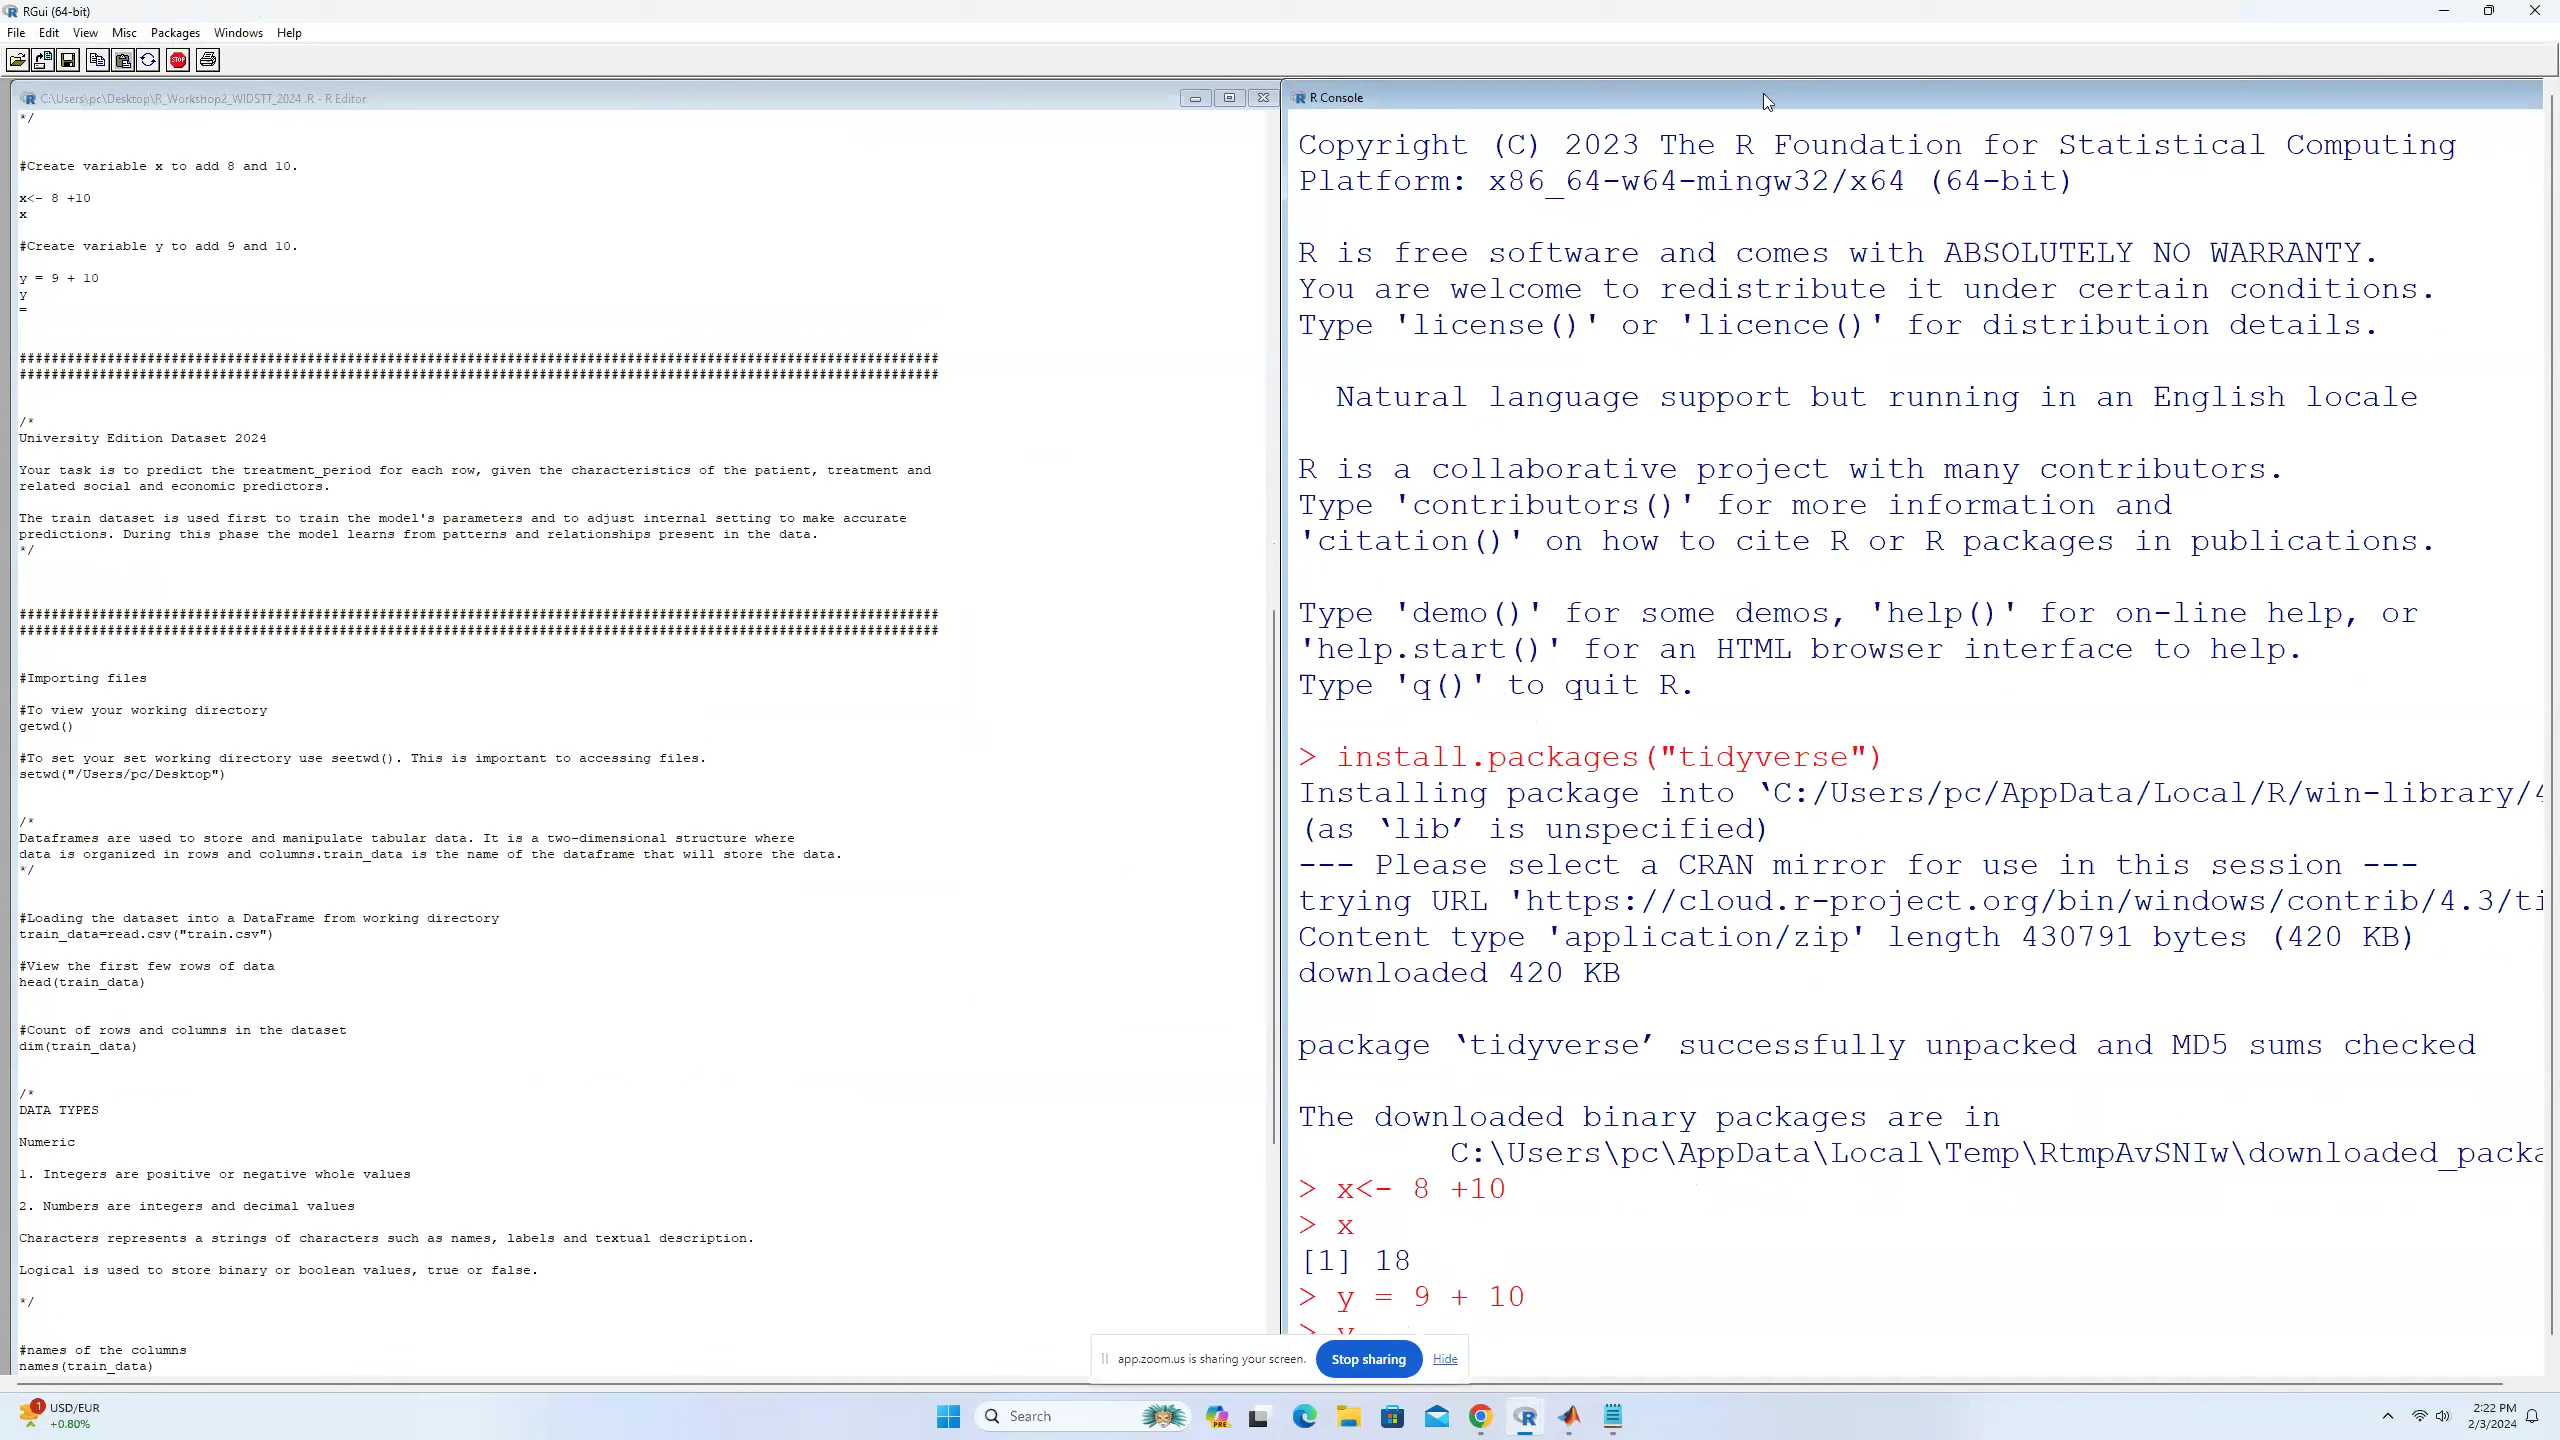 RGui (64-bit)
File Edit View Misc Packages Windows Help
STOP
C:\Users\pc\Desktop\R_Workshop2_WIDSTT_2024 .R - R Editor
*/
#Create variable x to add 8 and 10.
x<- 8 +10
x
#Create variable y to add 9 and 10.
y = 9 + 10
y
=
###################################################################################################################
###################################################################################################################
/*
University Edition Dataset 2024
Your task is to predict the treatment_period for each row, given the characteristics of the patient, treatment and
related social and economic predictors.
The train dataset is used first to train the model's parameters and to adjust internal setting to make accurate
predictions. During this phase the model learns from patterns and relationships present in the data.
*/
###################################################################################################################
###################################################################################################################
#Importing files
#To view your working directory
getwd()
#To set your set working directory use seetwd(). This is important to accessing files.
setwd("/Users/pc/Desktop")
/*
Dataframes are used to store and manipulate tabular data. It is a two-dimensional structure where
data is organized in rows and columns.train_data is the name of the dataframe that will store the data.
*/
#Loading the dataset into a DataFrame from working directory
train_data=read.csv("train.csv")
#View the first few rows of data
head(train_data)
#Count of rows and columns in the dataset
dim(train_data)
/*
DATA TYPES
Numeric
1. Integers are positive or negative whole values
2. Numbers are integers and decimal values
Characters represents a strings of characters such as names, labels and textual description.
Logical is used to store binary or boolean values, true or false.
*/
#names of the columns
names(train_data)
R Console
Copyright (C) 2023 The R Foundation for Statistical Computing
Platform: x86_64-w64-mingw32/x64 (64-bit)
R is free software and comes with ABSOLUTELY NO WARRANTY.
You are welcome to redistribute it under certain conditions.
Type 'license()' or 'licence()' for distribution details.
Natural language support but running in an English locale
R is a collaborative project with many contributors.
Type 'contributors()' for more information and
'citation()' on how to cite R or R packages in publications.
Type 'demo()' for some demos, 'help()' for on-line help, or
'help.start()' for an HTML browser interface to help.
Type 'q()' to quit R.
> install.packages("tidyverse")
Installing package into ‘C:/Users/pc/AppData/Local/R/win-library/4
(as ‘lib’ is unspecified)
--- Please select a CRAN mirror for use in this session ---
trying URL 'https://cloud.r-project.org/bin/windows/contrib/4.3/ti
Content type 'application/zip' length 430791 bytes (420 KB)
downloaded 420 KB
package ‘tidyverse’ successfully unpacked and MD5 sums checked
The downloaded binary packages are in
C:\Users\pc\AppData\Local\Temp\RtmpAvSNIw\downloaded_packa
> x<- 8 +10
> x
[1] 18
> y = 9 + 10
> y
app.zoom.us is sharing your screen. Stop sharing Hide
1 USD/EUR
+0.80%
Search
PRE
2:22 PM
2/3/2024